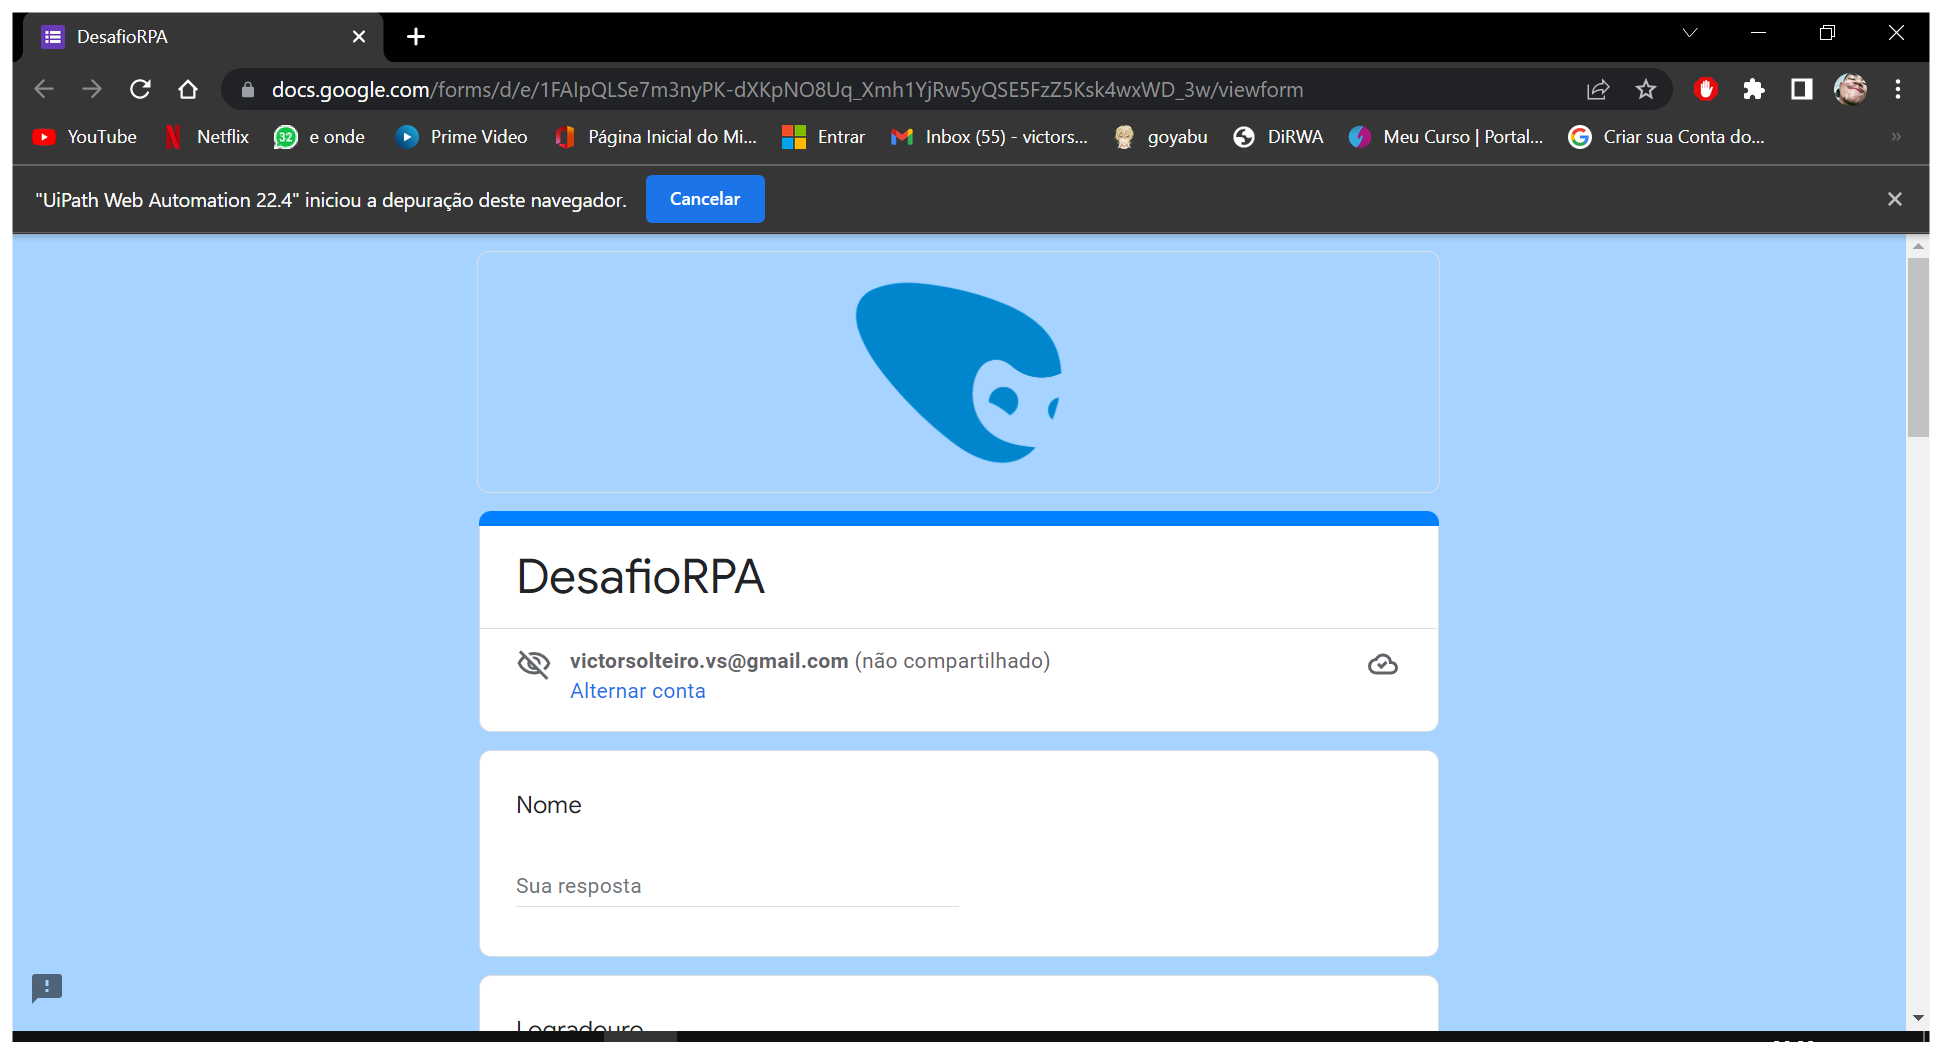 DesafioRPA
docs.google.com/forms/d/e/1FAIpQLSe7m3nyPK-dXKpNO8Uq_Xmh1YjRw5yQSE5FzZ5Ksk4wxWD_3w/viewform
YouTube Netflix 32 e onde Prime Video Página Inicial do Mi... Entrar Inbox (55) - victors... goyabu DiRWA Meu Curso | Portal... Criar sua Conta do... »
"UiPath Web Automation 22.4" iniciou a depuração deste navegador. Cancelar
DesafioRPA
victorsolteiro.vs@gmail.com (não compartilhado)
Alternar conta
Nome
Sua resposta
Logradouro